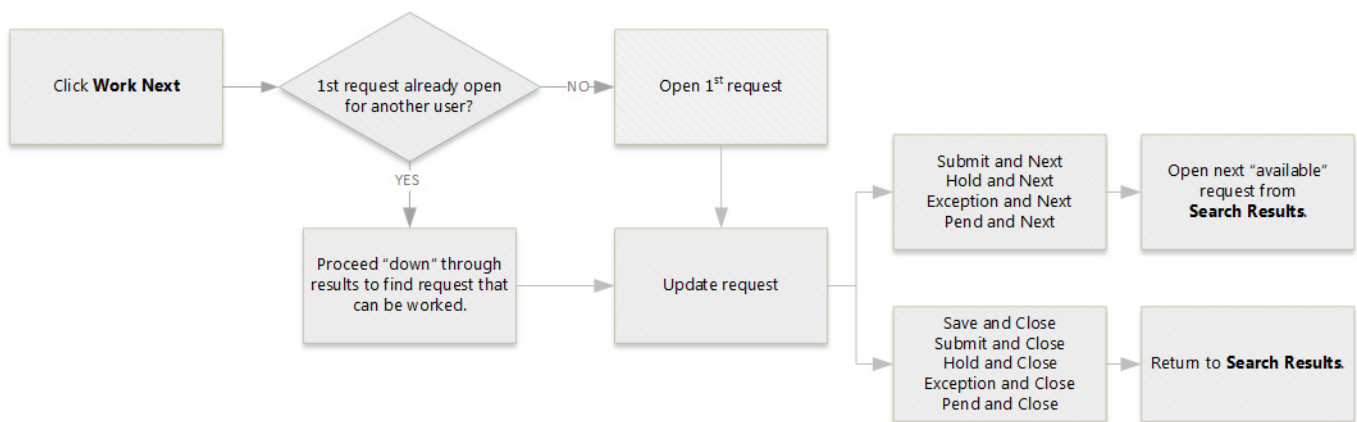 Click Work Next
1st request already open
for another user?
NO
Open 1st request
YES
Proceed “down” through
results to find request that
can be worked.
Update request
Submit and Next
Hold and Next
Exception and Next
Pend and Next
Open next “available”
request from
Search Results.
Save and Close
Submit and Close
Hold and Close
Exception and Close
Pend and Close
Return to Search Results.